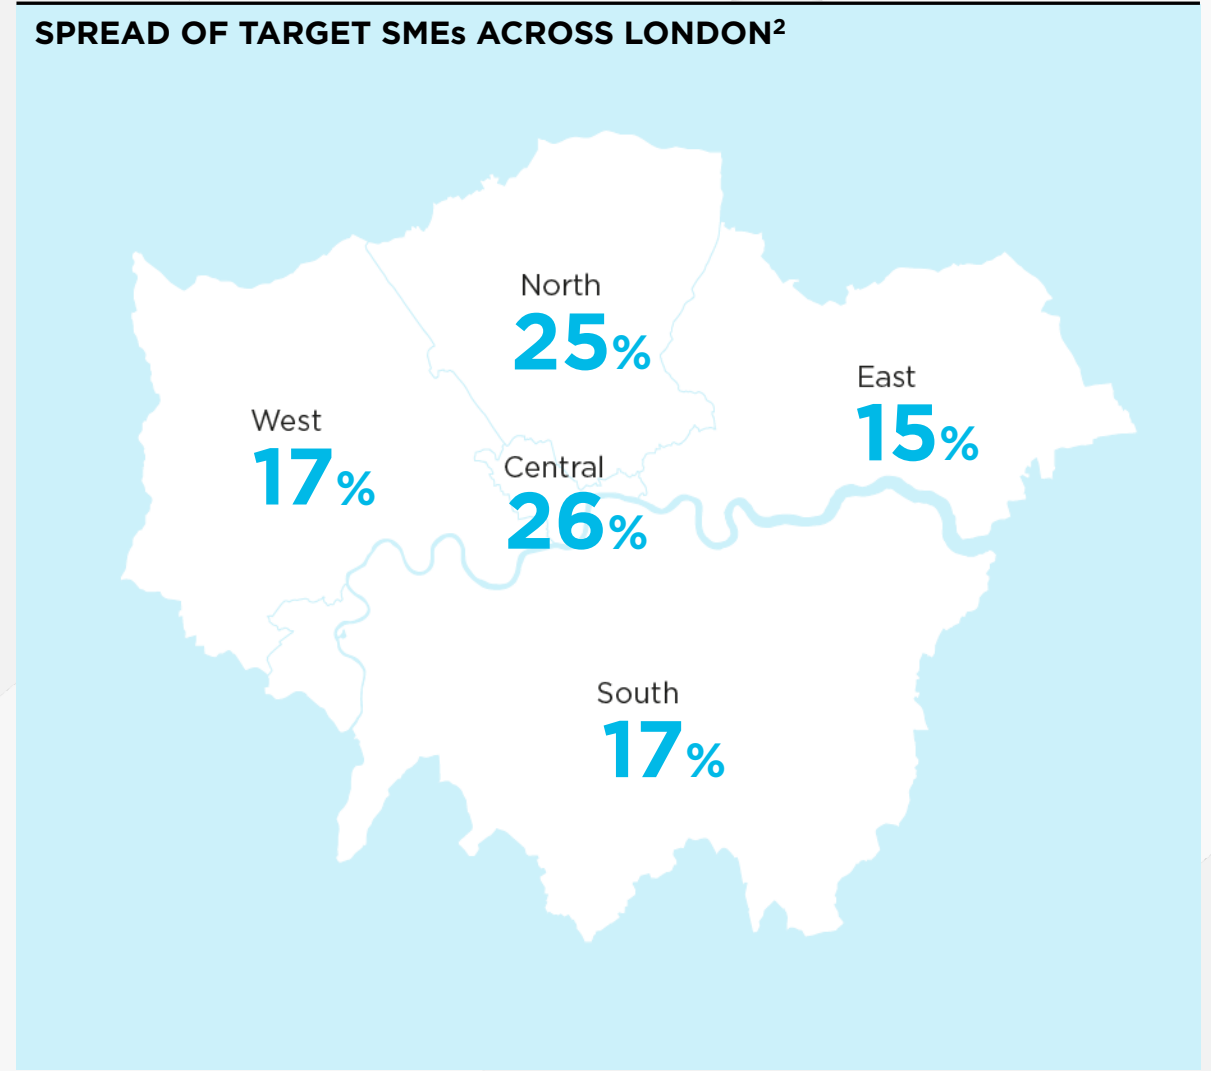 SPREAD OF TARGET SMEs ACROSS LONDON²
North
25%
East
15%
West
17%
Central
26%
South
17%